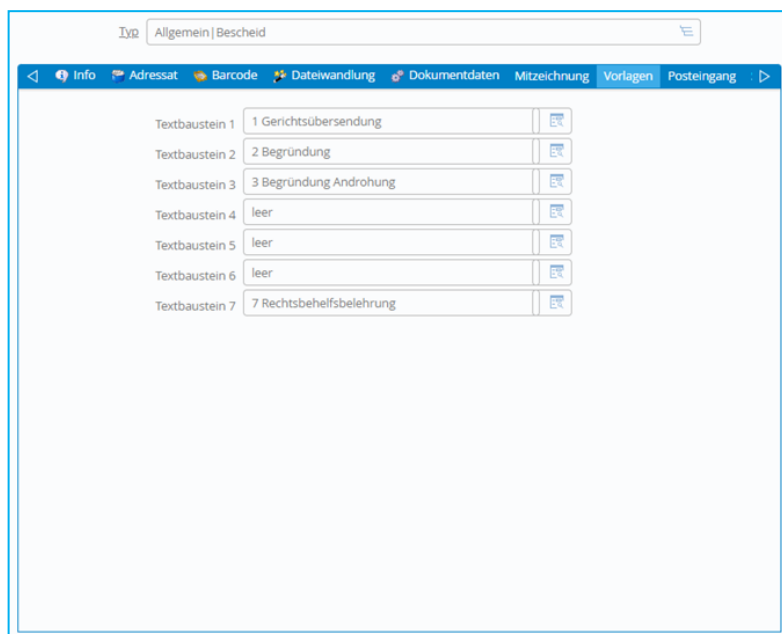 Typ Allgemein|Bescheid
Info Adressat Barcode Dateiwandlung Dokumentdaten Mitzeichnung Vorlagen Posteingang
Textbaustein 1 1 Gerichtsübersendung
Textbaustein 2 2 Begründung
Textbaustein 3 3 Begründung Androhung
Textbaustein 4 leer
Textbaustein 5 leer
Textbaustein 6 leer
Textbaustein 7 7 Rechtsbehelfsbelehrung